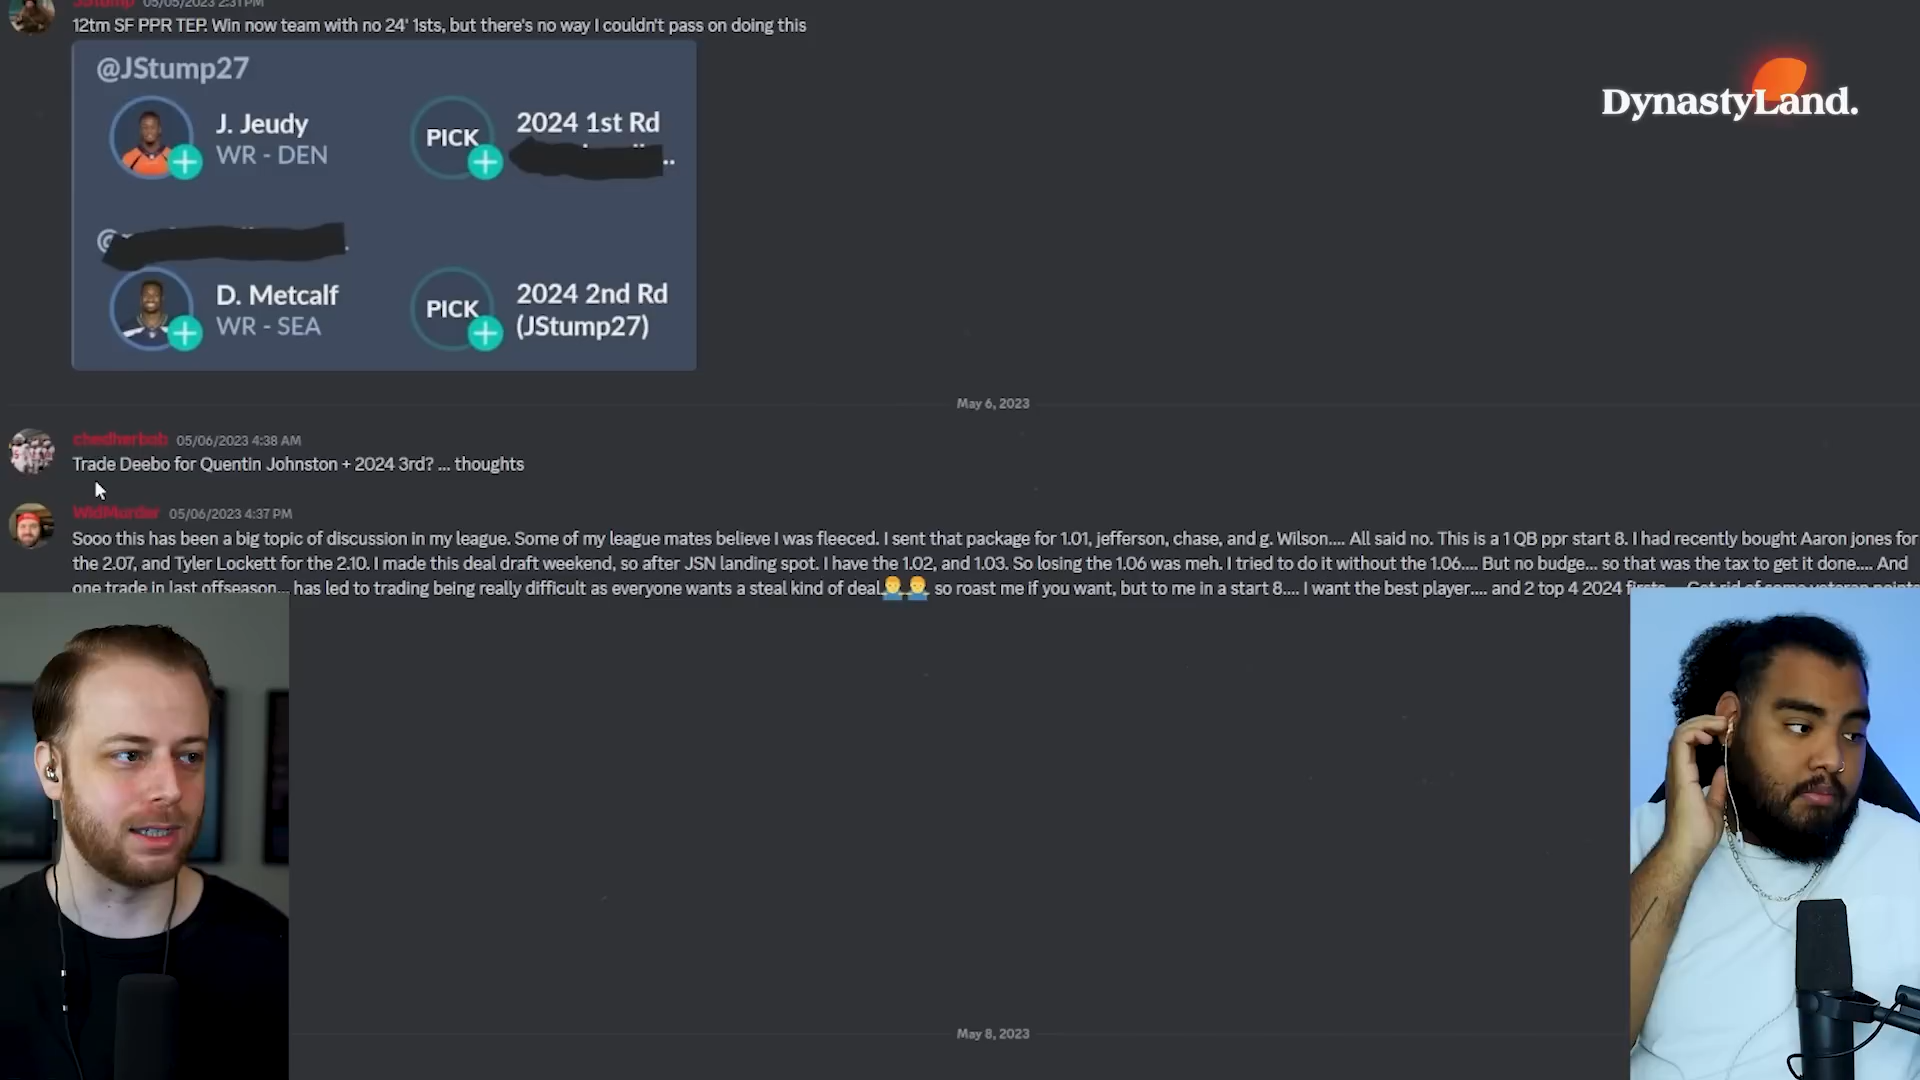 JStump 05/05/2023 2:31 PM
12tm SF PPR TEP. Win now team with no 24' 1sts, but there's no way I couldn't pass on doing this
DynastyLand.
@JStump27
J. Jeudy
WR - DEN
PICK
2024 1st Rd
D. Metcalf
WR - SEA
PICK
2024 2nd Rd
(JStump27)
May 6, 2023
chedherbob 05/06/2023 4:38 AM
Trade Deebo for Quentin Johnston + 2024 3rd? ... thoughts
WidMurder 05/06/2023 4:37 PM
Sooo this has been a big topic of discussion in my league. Some of my league mates believe I was fleeced. I sent that package for 1.01, jefferson, chase, and g. Wilson.... All said no. This is a 1 QB ppr start 8. I had recently bought Aaron jones for
the 2.07, and Tyler Lockett for the 2.10. I made this deal draft weekend, so after JSN landing spot. I have the 1.02, and 1.03. So losing the 1.06 was meh. I tried to do it without the 1.06.... But no budge... so that was the tax to get it done.... And
one trade in last offseason... has led to trading being really difficult as everyone wants a steal kind of deal🤷‍♂️🤷‍♂️ so roast me if you want, but to me in a start 8.... I want the best player.... and 2 top 4 2024 firsts
May 8, 2023